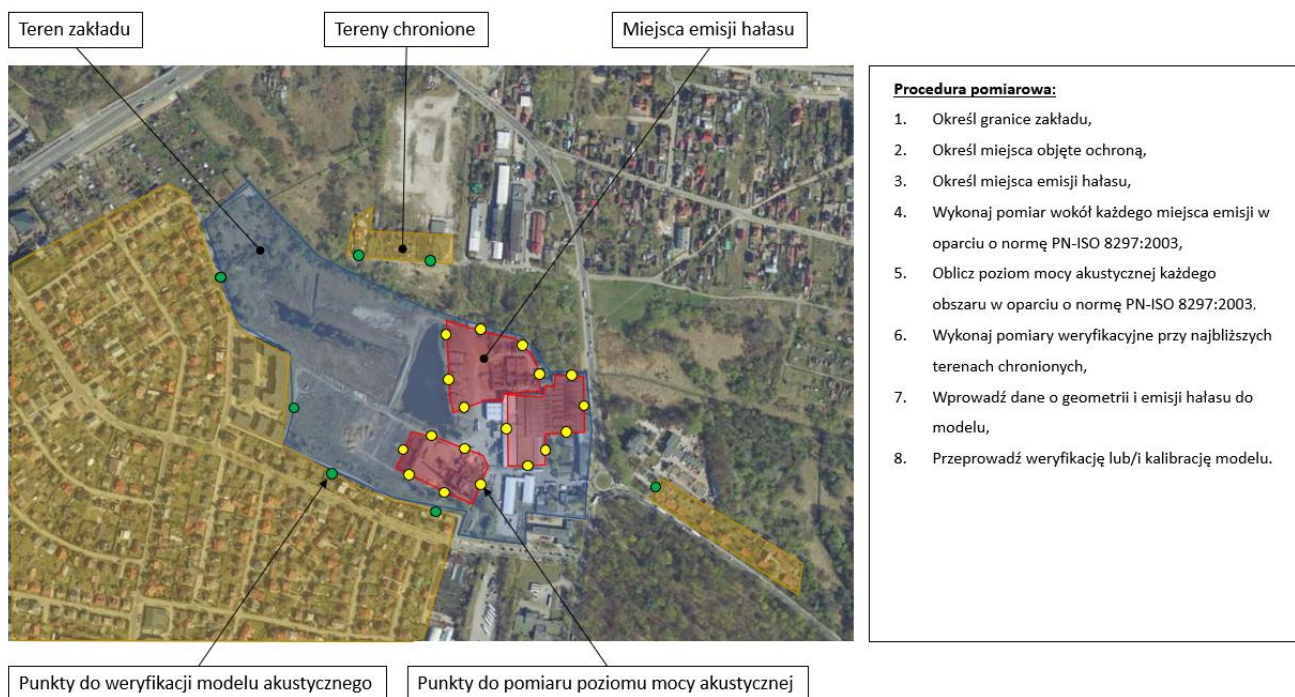 Teren zakładu
Tereny chronione
Miejsca emisji hałasu
Procedura pomiarowa:
1. Określ granice zakładu,
2. Określ miejsca objęte ochroną,
3. Określ miejsca emisji hałasu,
4. Wykonaj pomiar wokół każdego miejsca emisji w
oparciu o normę PN-ISO 8297:2003,
5. Oblicz poziom mocy akustycznej każdego
obszaru w oparciu o normę PN-ISO 8297:2003,
6. Wykonaj pomiary weryfikacyjne przy najbliższych
terenach chronionych,
7. Wprowadź dane o geometrii i emisji hałasu do
modelu,
8. Przeprowadź weryfikację lub/i kalibrację modelu.
Punkty do weryfikacji modelu akustycznego
Punkty do pomiaru poziomu mocy akustycznej